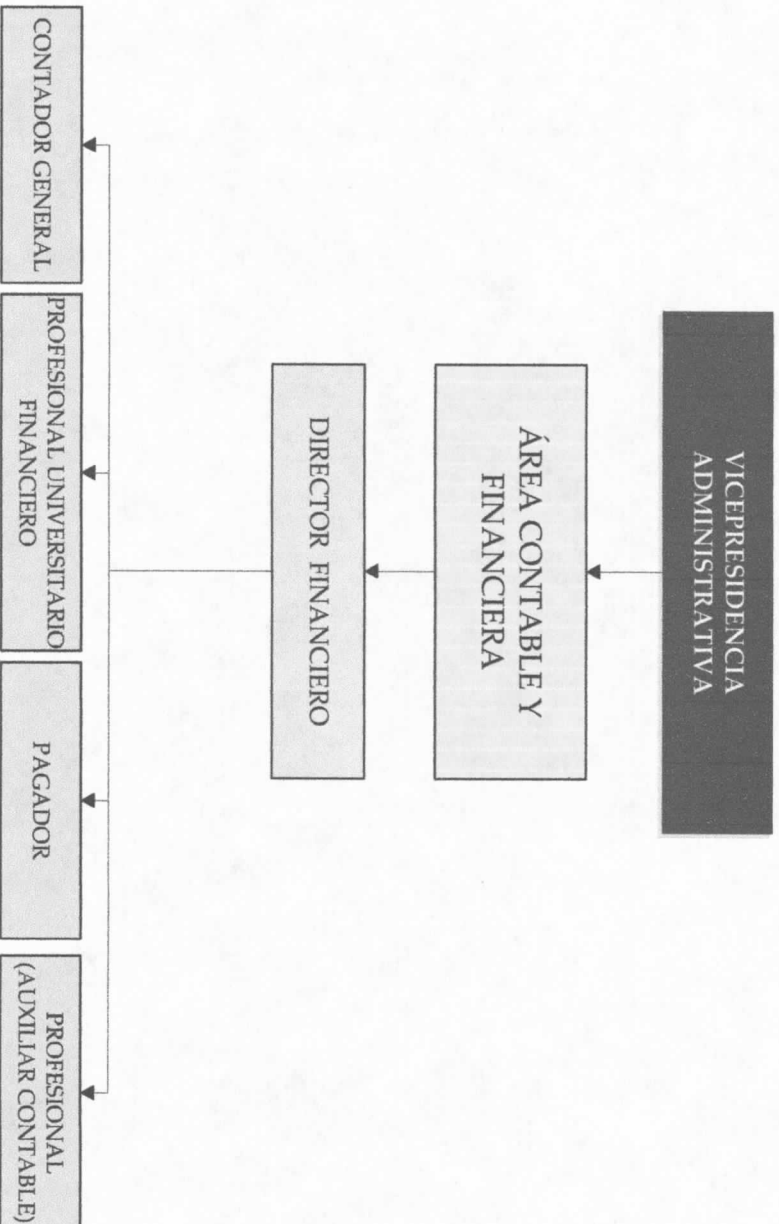 VICEPRESIDENCIA
ADMINISTRATIVA
ÁREA CONTABLE Y
FINANCIERA
DIRECTOR FINANCIERO
CONTADOR GENERAL
PROFESIONAL UNIVERSITARIO
FINANCIERO
PAGADOR
PROFESIONAL
(AUXILIAR CONTABLE)